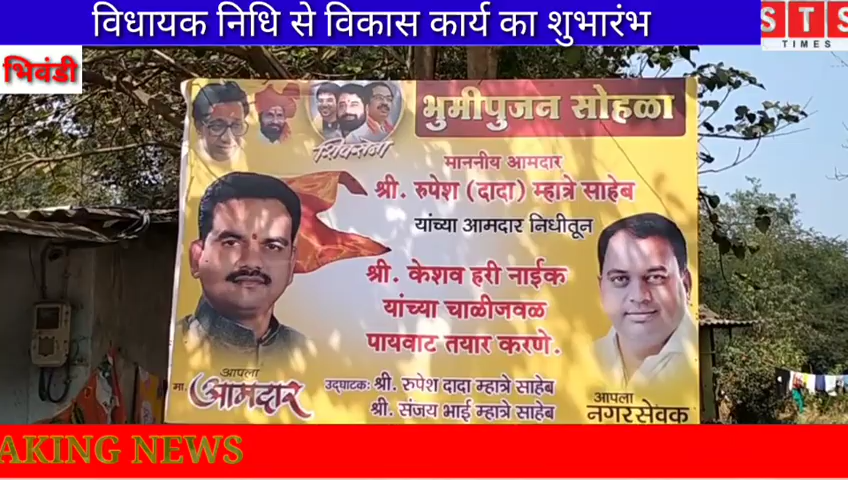 विधायक निधि से विकास कार्य का शुभारंभ
STS
TIMES
भिवंडी
भुमीपुजन सोहळा
शिवसेना
माननीय आमदार
श्री. रुपेश (दादा) म्हात्रे साहेब
यांच्या आमदार निधीतून
श्री. केशव हरी नाईक
यांच्या चाळीजवळ
पायवाट तयार करणे.
आपला
मा. आमदार
उद्घाटक: श्री. रुपेश दादा म्हात्रे साहेब
श्री. संजय भाई म्हात्रे साहेब
आपला
नगरसेवक
AKING NEWS